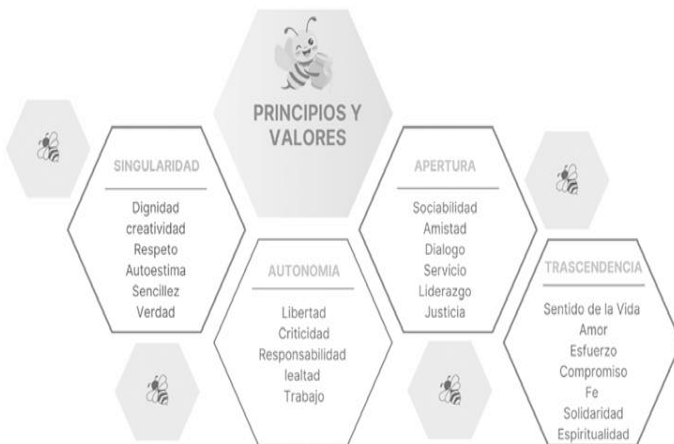 PRINCIPIOS Y
VALORES
SINGULARIDAD
Dignidad
creatividad
Respeto
Autoestima
Sencillez
Verdad
AUTONOMIA
Libertad
Criticidad
Responsabilidad
lealtad
Trabajo
APERTURA
Sociabilidad
Amistad
Dialogo
Servicio
Liderazgo
Justicia
TRASCENDENCIA
Sentido de la Vida
Amor
Esfuerzo
Compromiso
Fe
Solidaridad
Espiritualidad